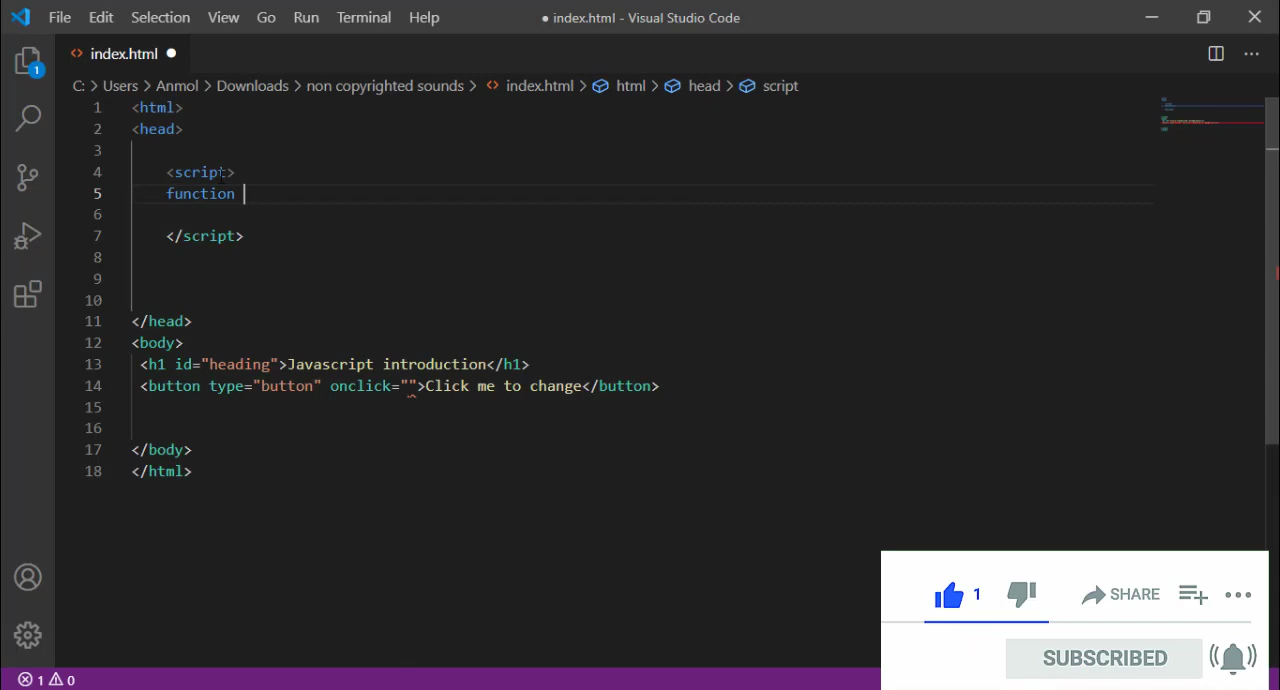 File Edit Selection View Go Run Terminal Help ● index.html - Visual Studio Code
index.html
1
C: > Users > Anmol > Downloads > non copyrighted sounds > index.html > html > head > script
1 <html>
2 <head>
3
4 <script>
5 function
6
7 </script>
8
9
10
11 </head>
12 <body>
13 <h1 id="heading">Javascript introduction</h1>
14 <button type="button" onclick="">Click me to change</button>
15
16
17 </body>
18 </html>
1 SHARE
SUBSCRIBED
1 0